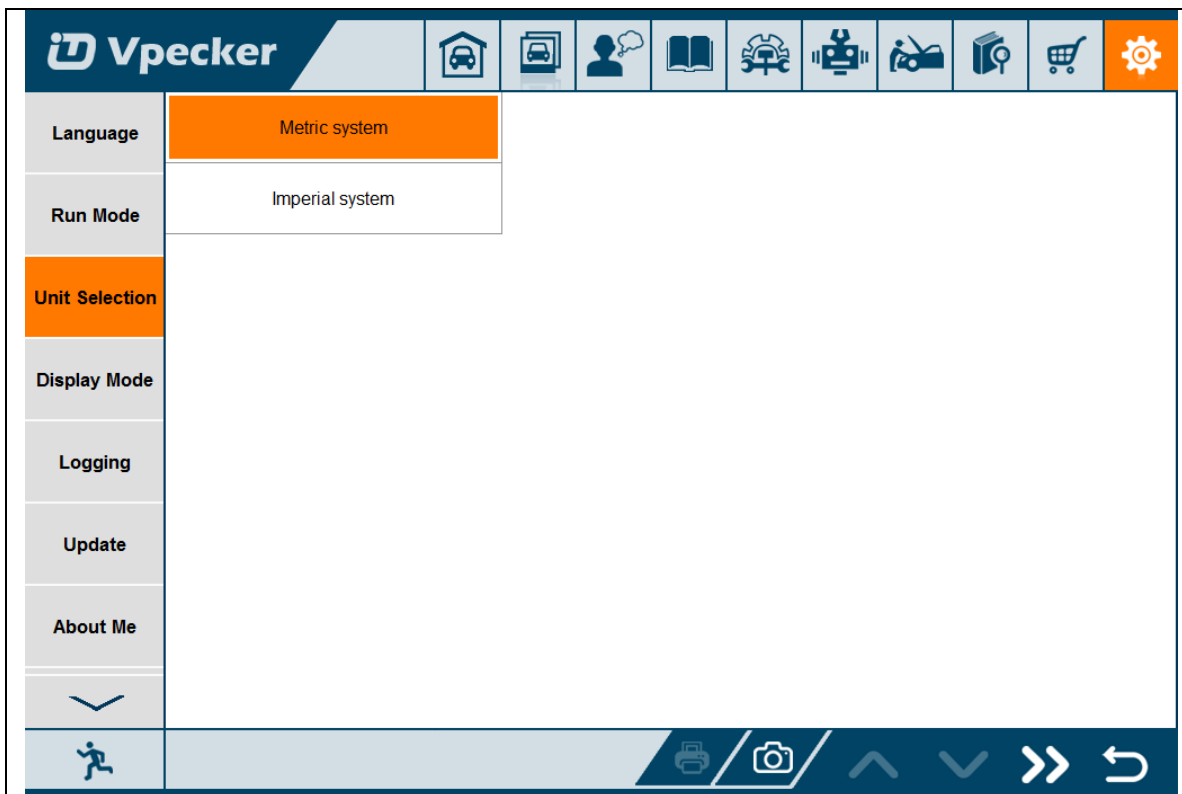 Vpecker
Language
Metric system
Imperial system
Run Mode
Unit Selection
Display Mode
Logging
Update
About Me